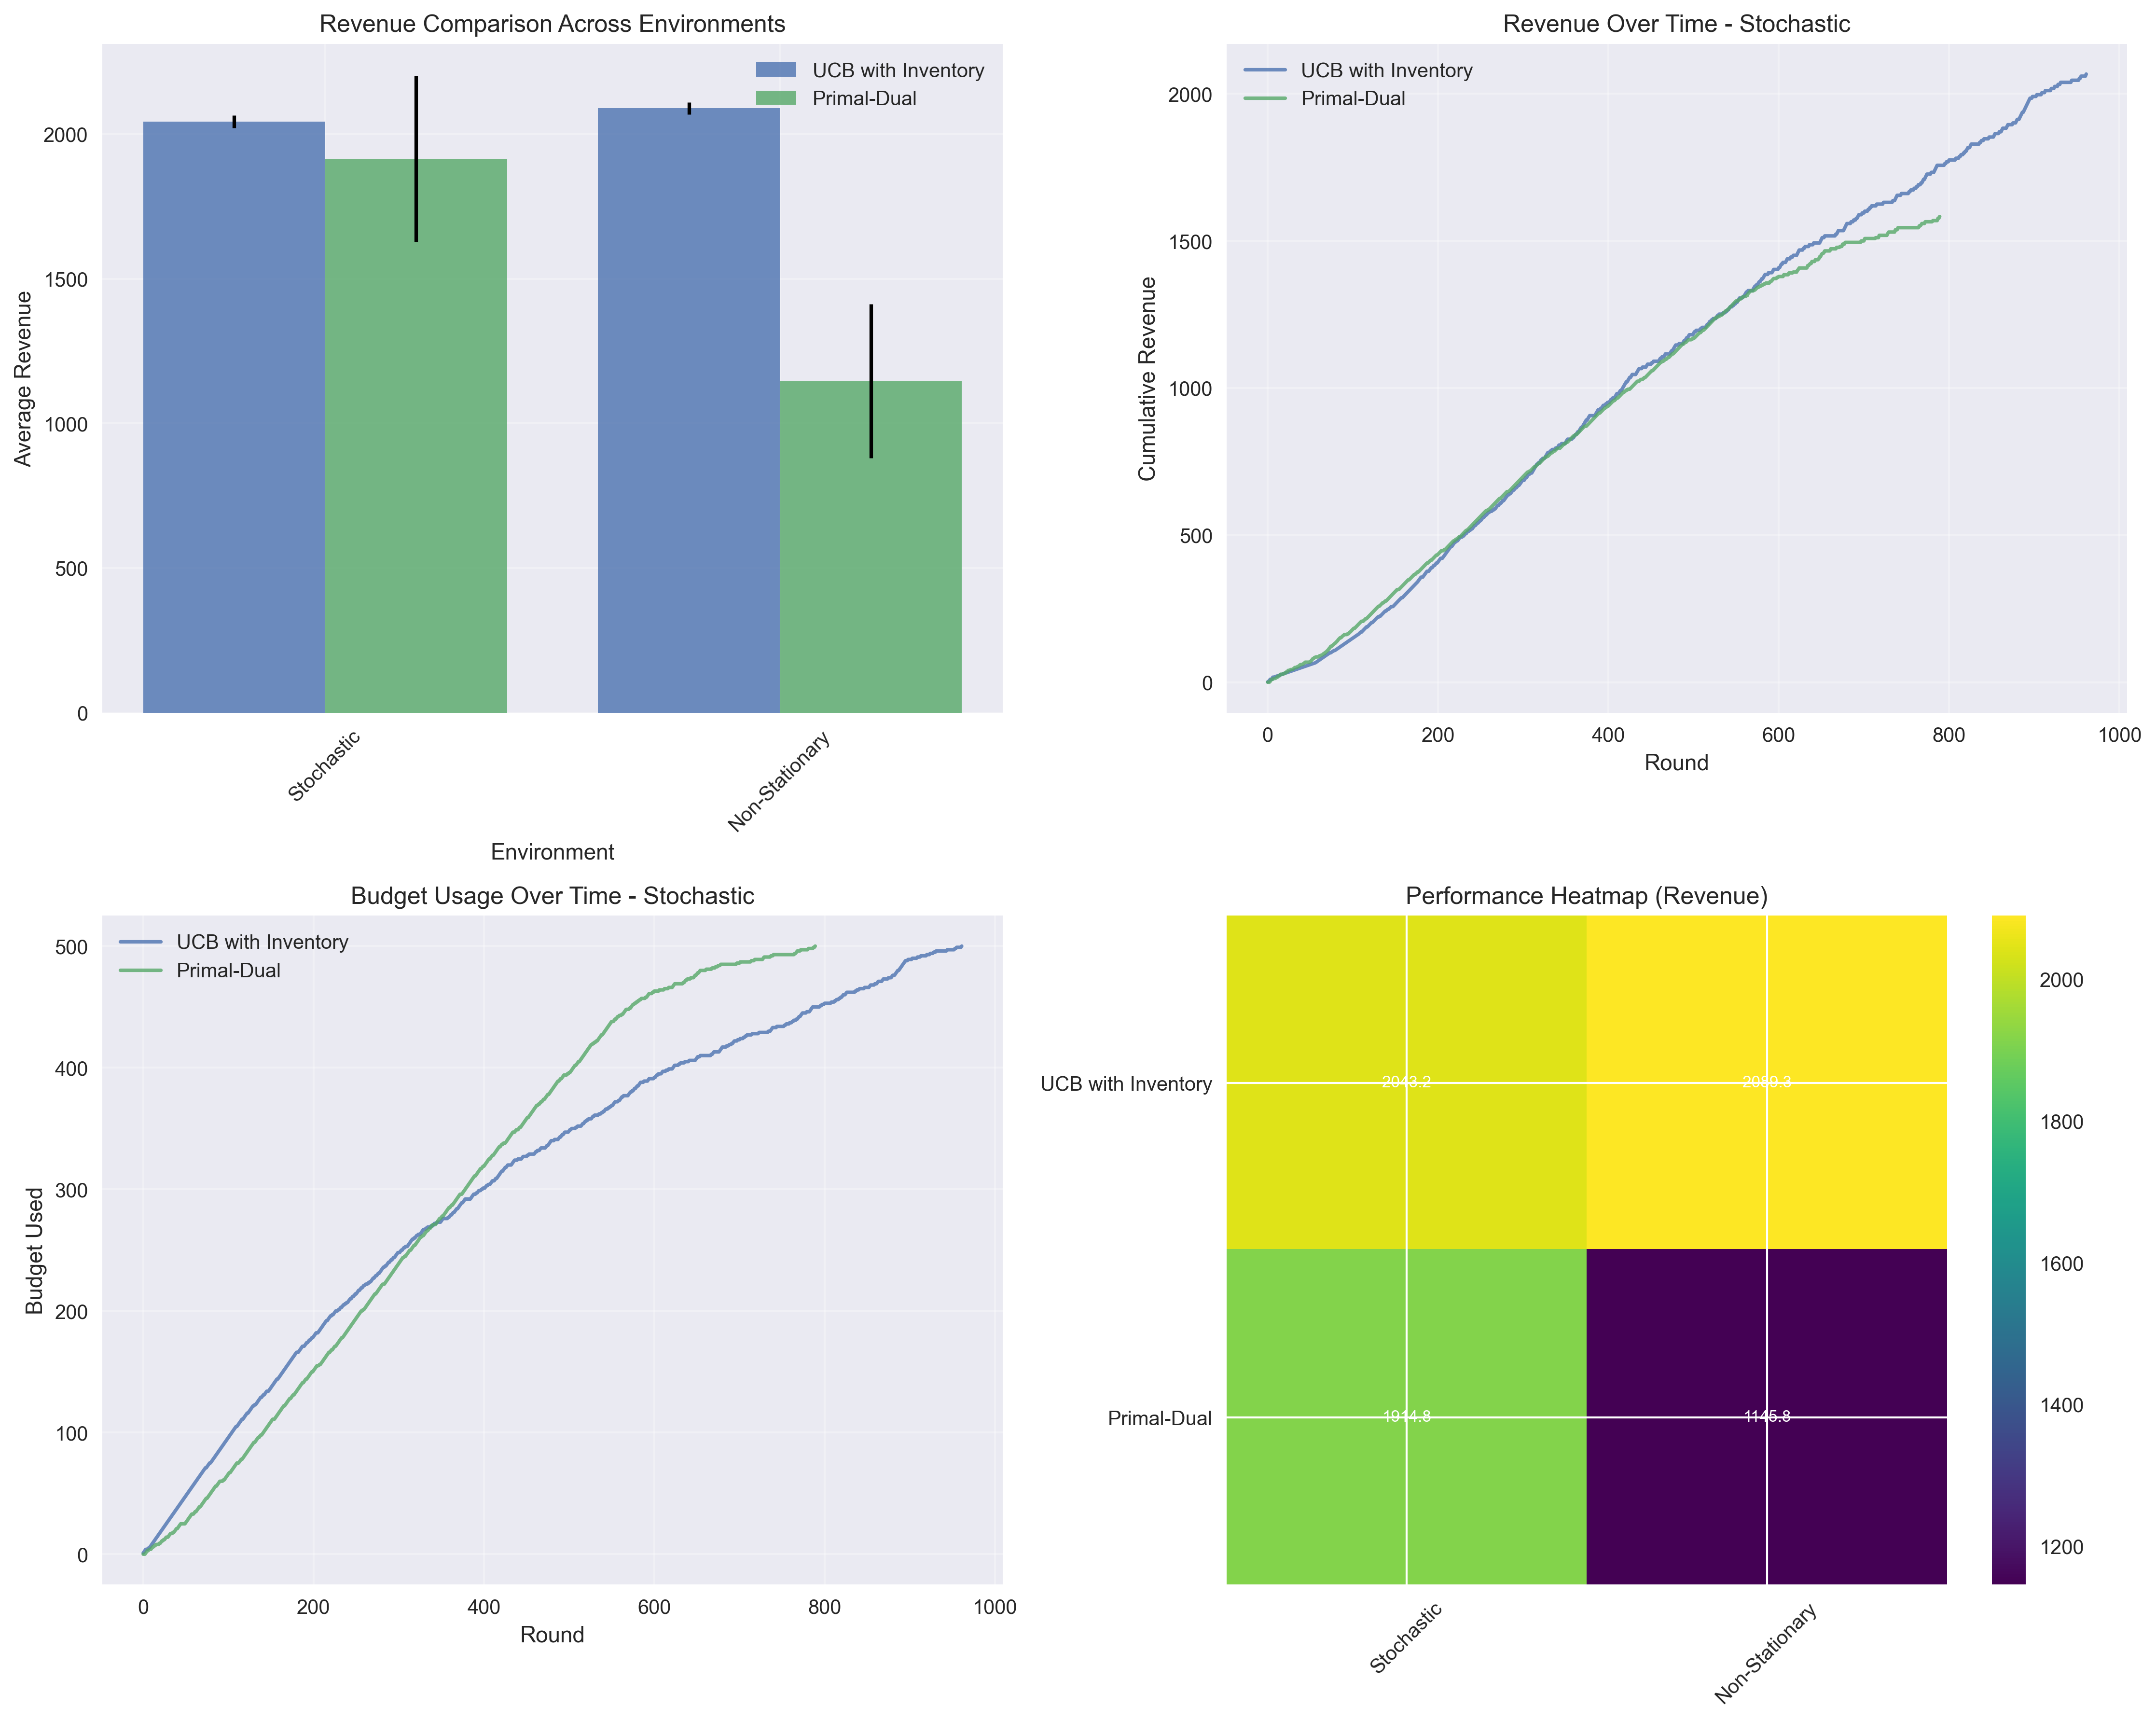 Revenue Comparison Across Environments
UCB with Inventory
Primal-Dual
2000
1500
1000
500
0
Average Revenue
Stochastic
Non-Stationary
Environment
Revenue Over Time - Stochastic
UCB with Inventory
Primal-Dual
2000
1500
1000
500
0
Cumulative Revenue
0 200 400 600 800 1000
Round
Budget Usage Over Time - Stochastic
UCB with Inventory
Primal-Dual
500
400
300
200
100
0
Budget Used
0 200 400 600 800 1000
Round
Performance Heatmap (Revenue)
UCB with Inventory
2043.2 2089.3
Primal-Dual
1914.8 1145.8
Stochastic
Non-Stationary
2000
1800
1600
1400
1200